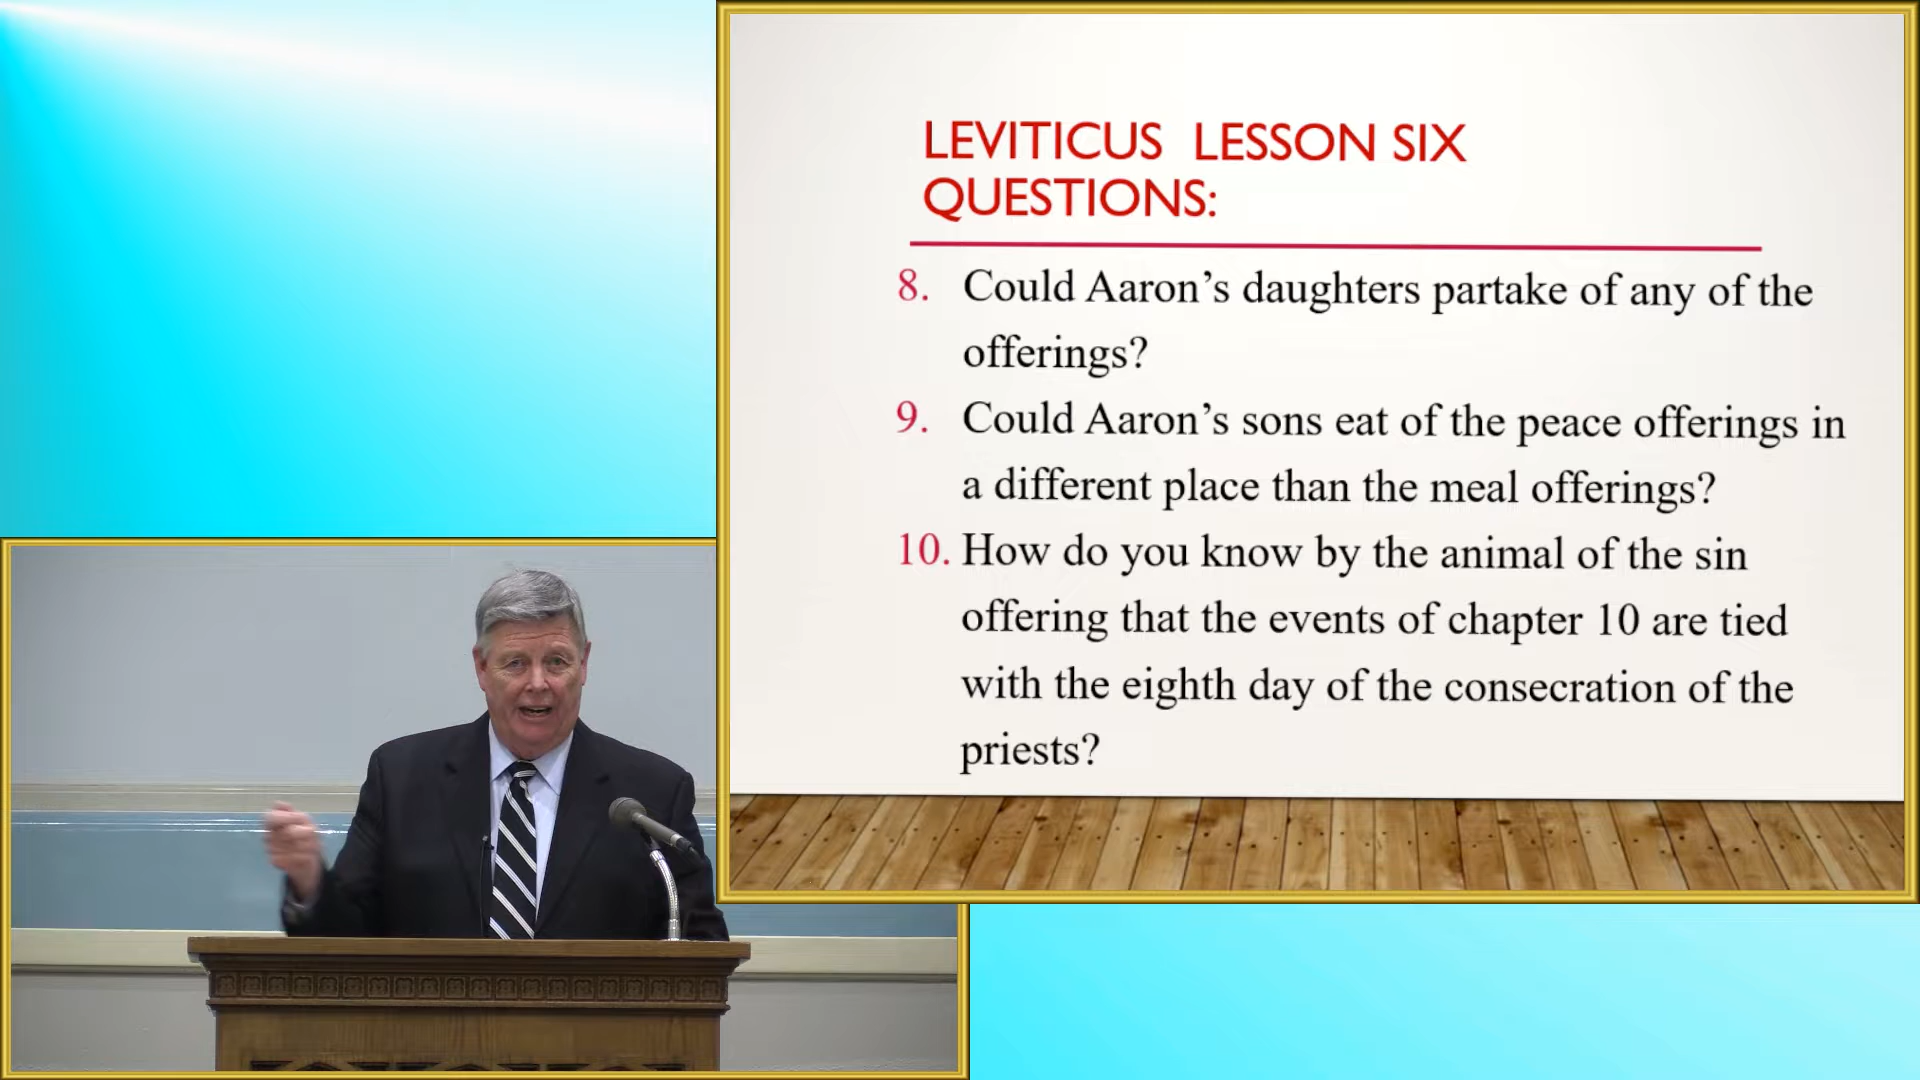 LEVITICUS LESSON SIX
QUESTIONS:
8. Could Aaron’s daughters partake of any of the
offerings?
9. Could Aaron’s sons eat of the peace offerings in
a different place than the meal offerings?
10. How do you know by the animal of the sin
offering that the events of chapter 10 are tied
with the eighth day of the consecration of the
priests?